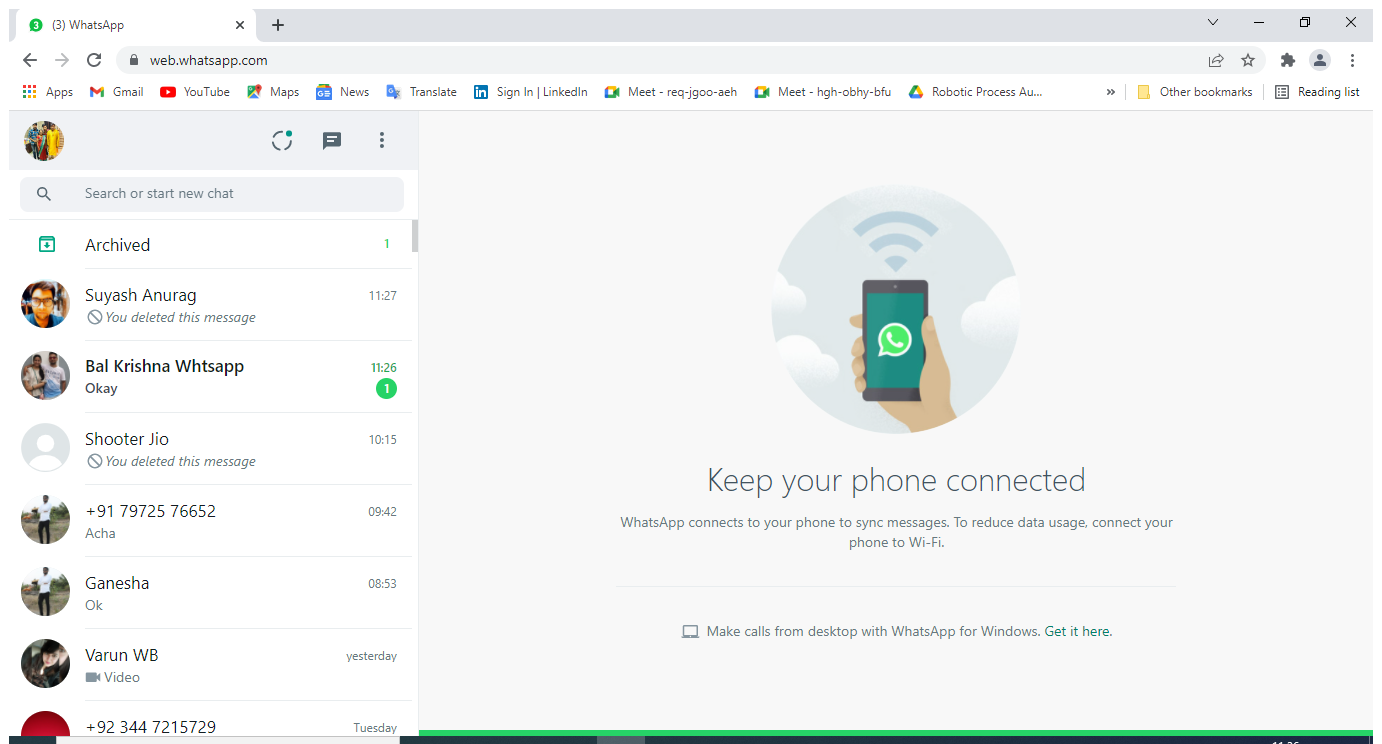 3
(3) WhatsApp
web.whatsapp.com
Apps
Gmail
YouTube
Maps
GE
News
Translate
in
Sign In | LinkedIn
Meet - req-jgoo-aeh
Meet - hgh-obhy-bfu
Robotic Process Au...
»
Other bookmarks
Reading list
Search or start new chat
Archived 1
Suyash Anurag 11:27
You deleted this message
Bal Krishna Whtsapp 11:26
Okay 1
Shooter Jio 10:15
You deleted this message
+91 79725 76652 09:42
Acha
Ganesha 08:53
Ok
Varun WB yesterday
Video
+92 344 7215729 Tuesday
Keep your phone connected
WhatsApp connects to your phone to sync messages. To reduce data usage, connect your
phone to Wi-Fi.
Make calls from desktop with WhatsApp for Windows. Get it here.